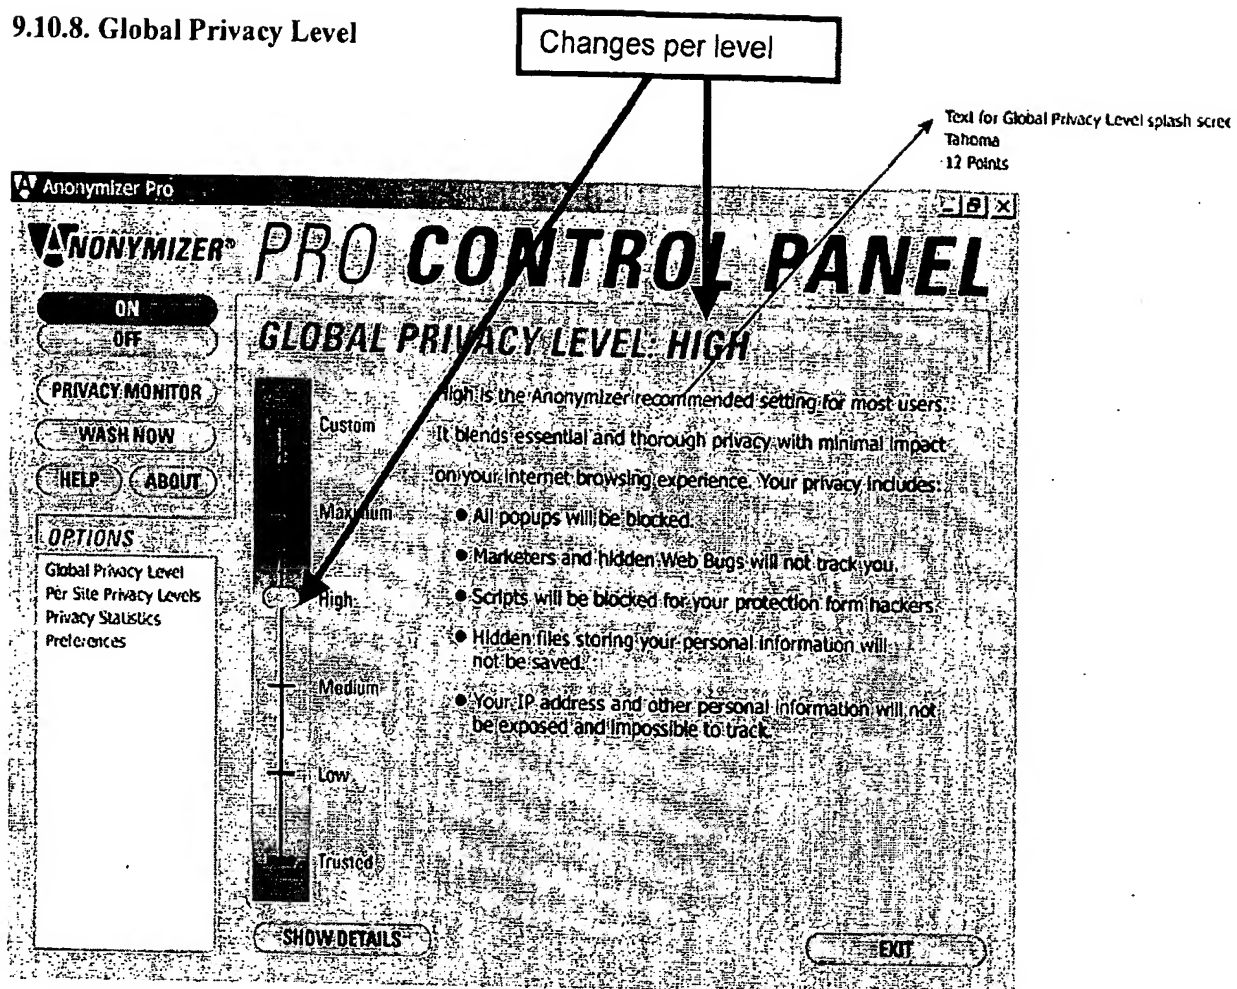 9.10.8. Global Privacy Level
Changes per level
Text for Global Privacy Level splash scree
Tahoma
12 Points
Anonymizer Pro
ANONYMIZER®
PRO CONTROL PANEL
ON
OFF
PRIVACY MONITOR
WASH NOW
HELP
ABOUT
OPTIONS
Global Privacy Level
Per Site Privacy Levels
Privacy Statistics
Preferences
GLOBAL PRIVACY LEVEL: HIGH
Custom
Maximum
High
Medium
Low
Trusted
High is the Anonymizer recommended setting for most users.
It blends essential and thorough privacy with minimal impact
on your internet browsing experience. Your privacy includes:
• All popups will be blocked.
• Marketers and hidden Web Bugs will not track you.
• Scripts will be blocked for your protection form hackers.
• Hidden files storing your personal information will
not be saved.
• Your IP address and other personal information will not
be exposed and impossible to track.
SHOW DETAILS
EXIT